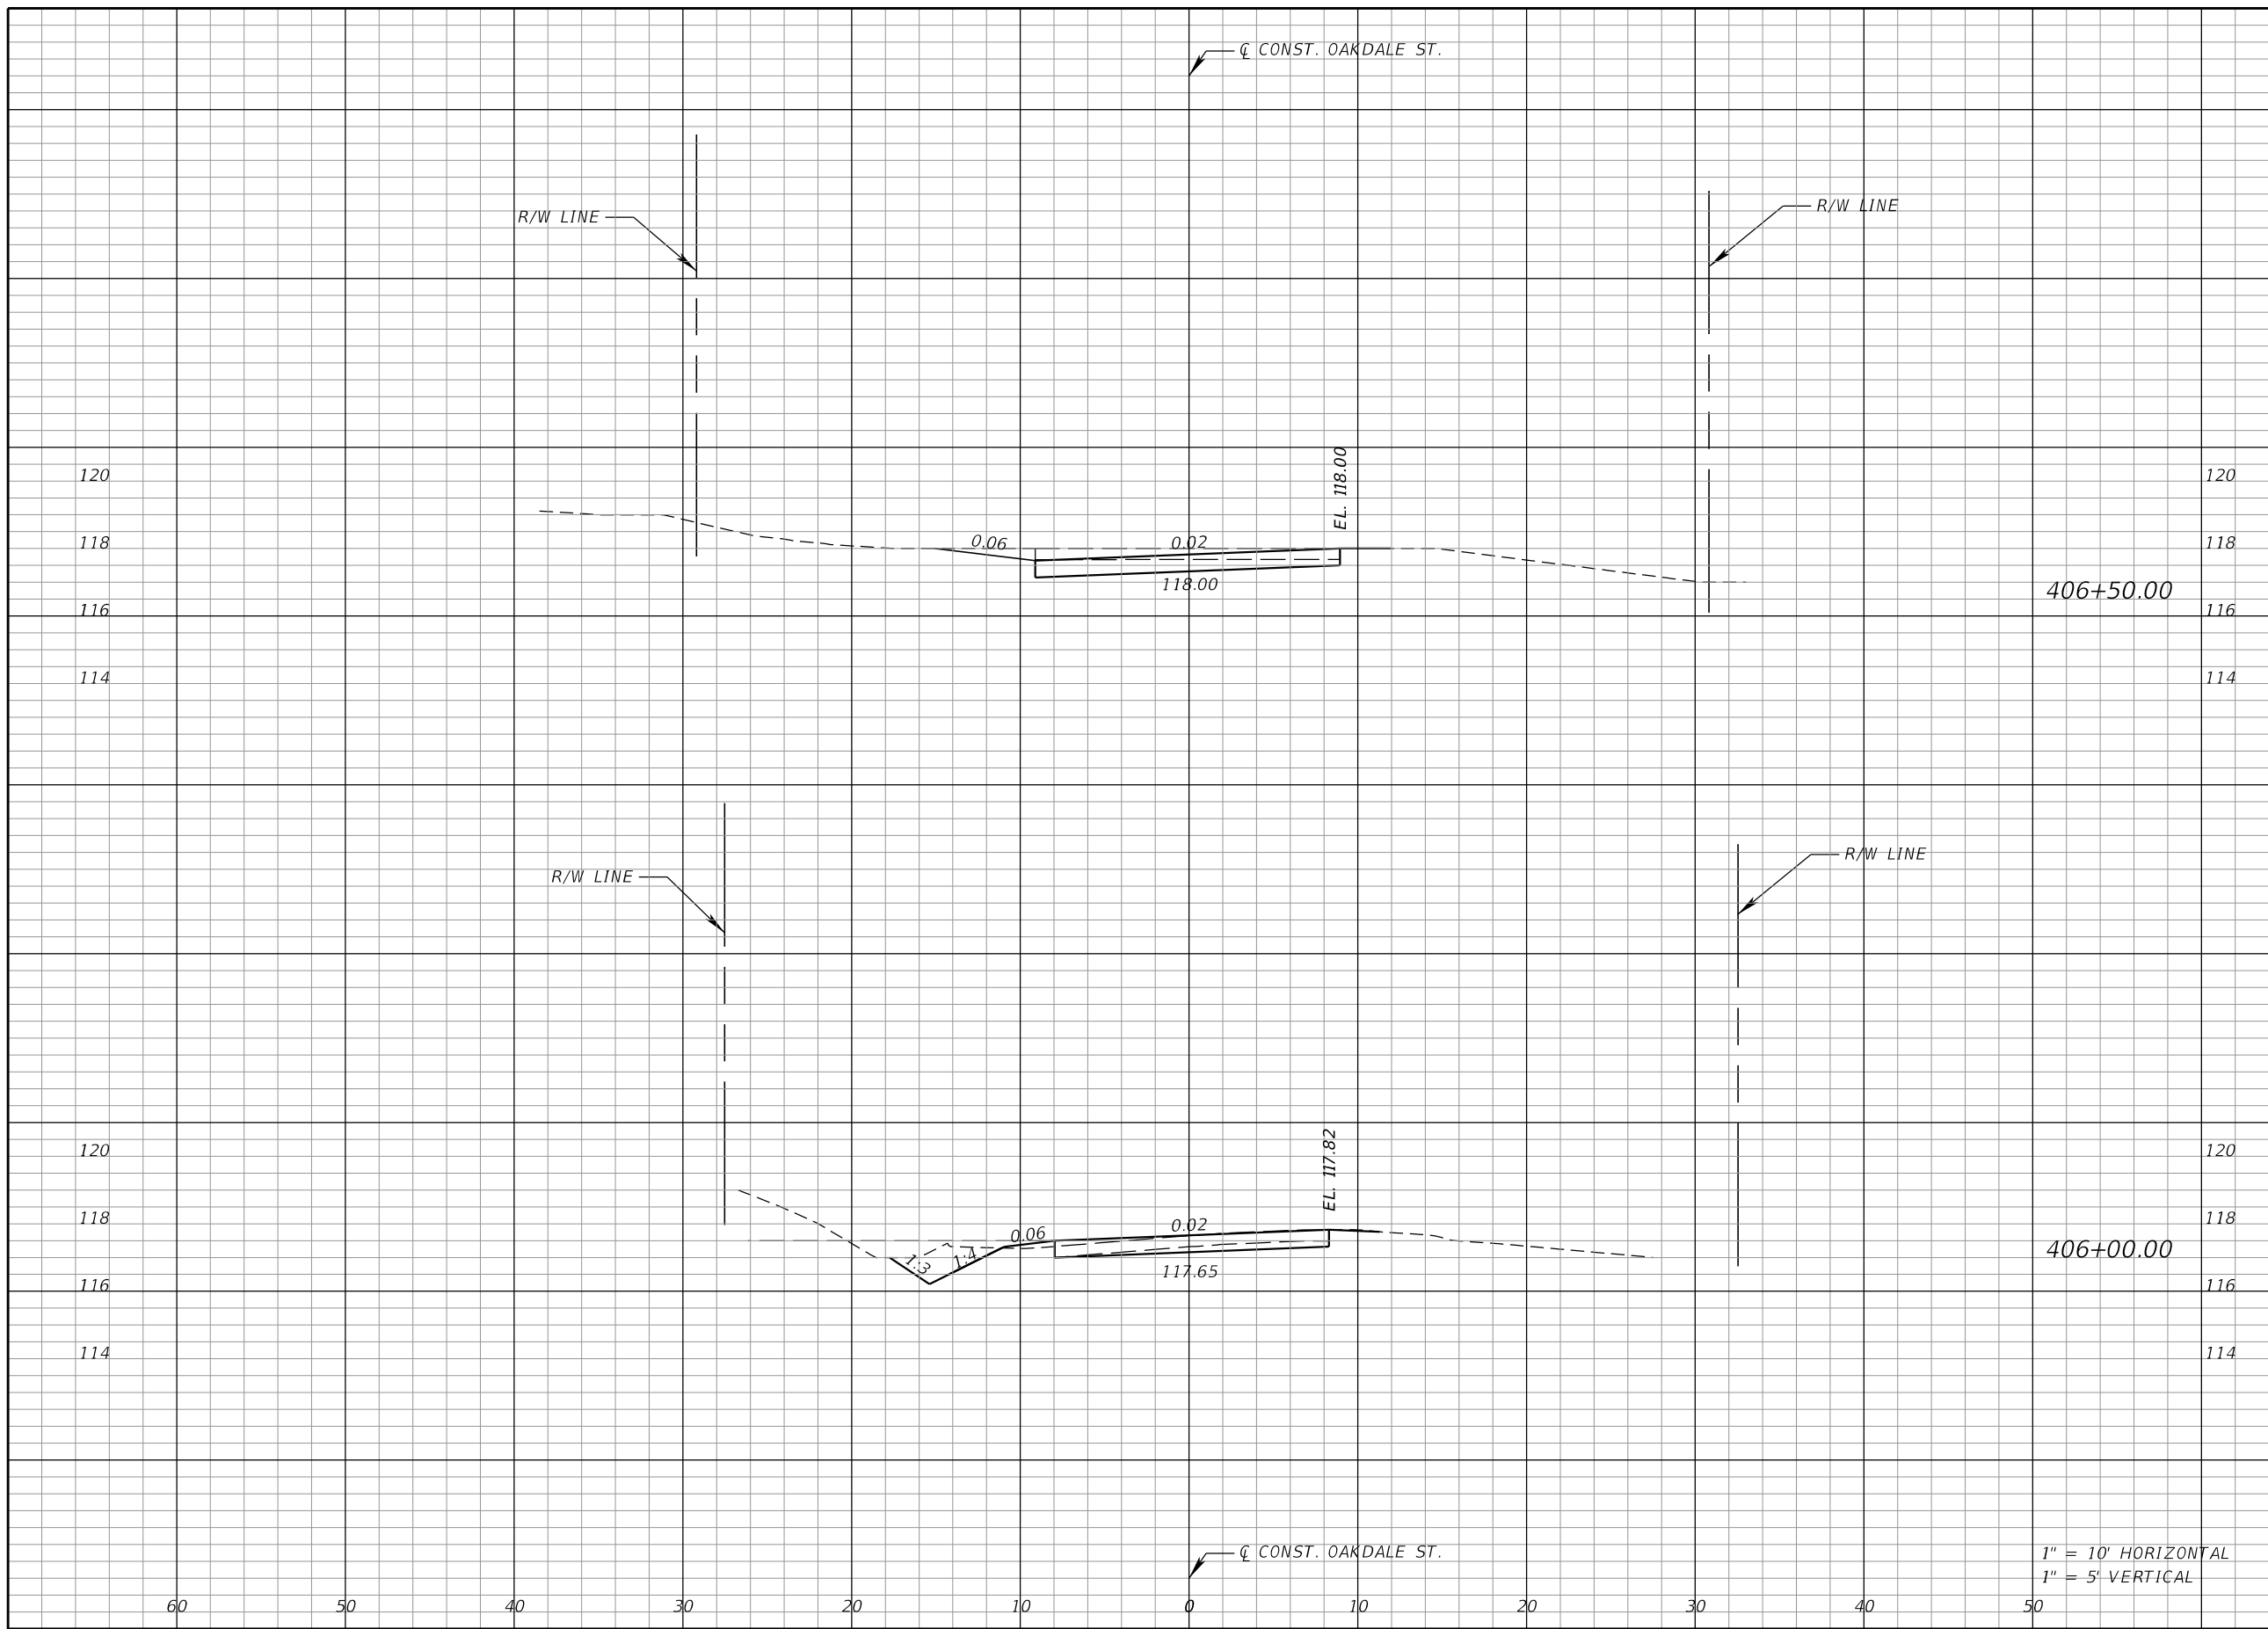 ℄ CONST. OAKDALE ST.
R/W LINE
R/W LINE
EL. 118.00
120
120
118
0.06
0.02
118
118.00
116
406+50.00
116
114
114
R/W LINE
R/W LINE
EL. 117.82
120
120
118
0.06
0.02
118
1:3
1:4
117.65
406+00.00
116
116
114
114
℄ CONST. OAKDALE ST.
1" = 10' HORIZONTAL
1" = 5' VERTICAL
60 50 40 30 20 10 0 10 20 30 40 50